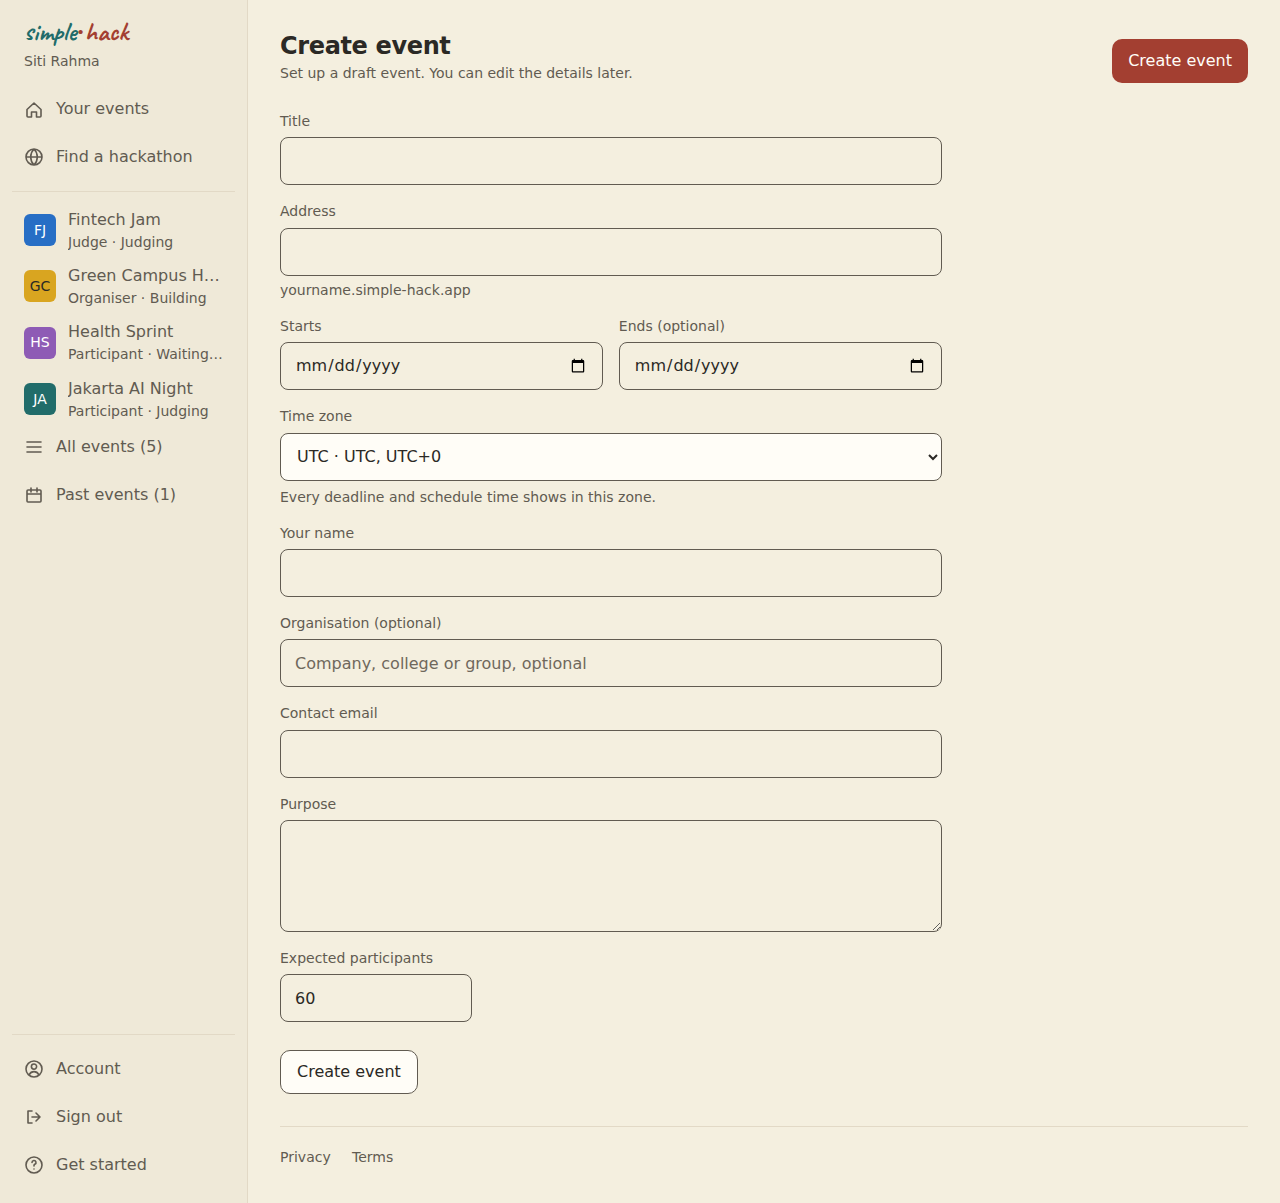 simple·hack
Siti Rahma
Your events
Find a hackathon
FJ
Fintech Jam
Judge · Judging
GC
Green Campus H...
Organiser · Building
HS
Health Sprint
Participant · Waiting...
JA
Jakarta AI Night
Participant · Judging
All events (5)
Past events (1)
Account
Sign out
Get started
Create event
Set up a draft event. You can edit the details later.
Create event
Title
Address
yourname.simple-hack.app
Starts
Ends (optional)
mm/dd/yyyy
mm/dd/yyyy
Time zone
UTC · UTC, UTC+0
Every deadline and schedule time shows in this zone.
Your name
Organisation (optional)
Company, college or group, optional
Contact email
Purpose
Expected participants
60
Create event
Privacy
Terms